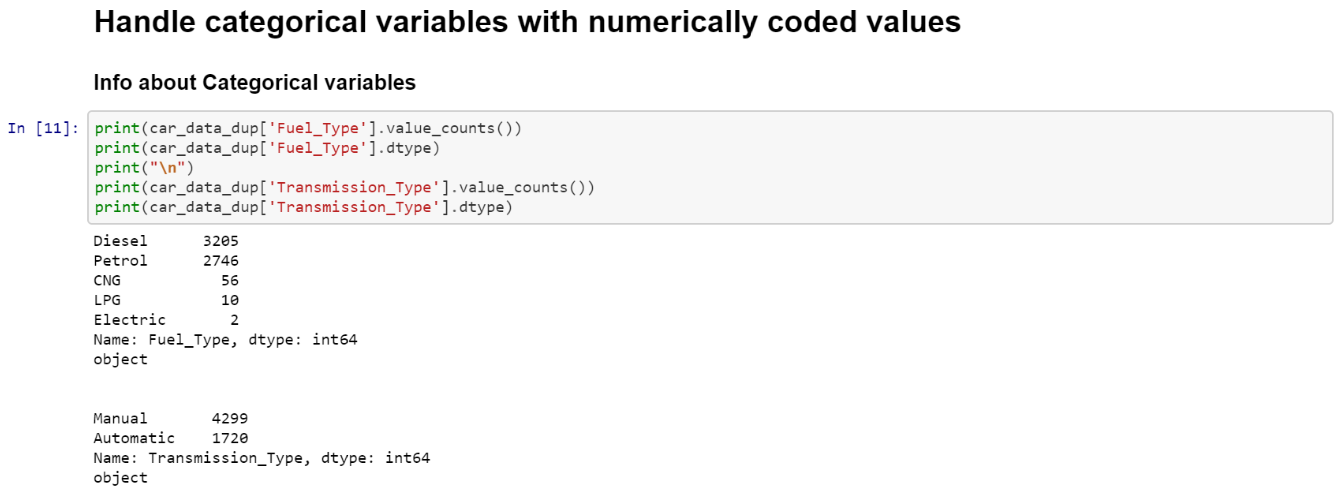 Handle categorical variables with numerically coded values
Info about Categorical variables
In [11]:
print(car_data_dup['Fuel_Type'].value_counts())
print(car_data_dup['Fuel_Type'].dtype)
print("\n")
print(car_data_dup['Transmission_Type'].value_counts())
print(car_data_dup['Transmission_Type'].dtype)
Diesel      3205
Petrol      2746
CNG           56
LPG           10
Electric       2
Name: Fuel_Type, dtype: int64
object
Manual       4299
Automatic    1720
Name: Transmission_Type, dtype: int64
object